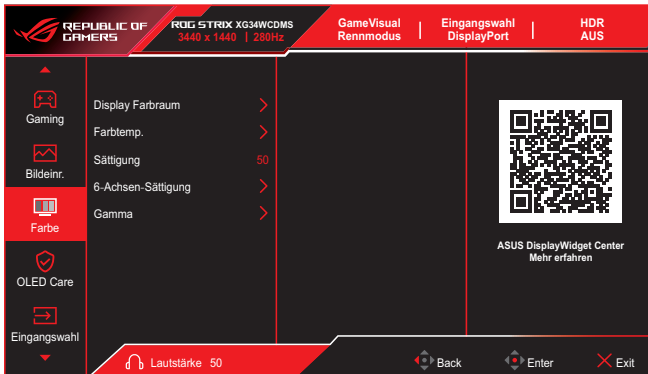 REPUBLIC OF
GAMERS
ROG STRIX XG34WCDMS
3440 x 1440 | 280Hz
GameVisual
Rennmodus
Eingangswahl
DisplayPort
HDR
AUS
Gaming
Bildeinr.
Farbe
OLED Care
Eingangswahl
Display Farbraum
Farbtemp.
Sättigung 50
6-Achsen-Sättigung
Gamma
ASUS DisplayWidget Center
Mehr erfahren
Lautstärke 50
Back
Enter
Exit